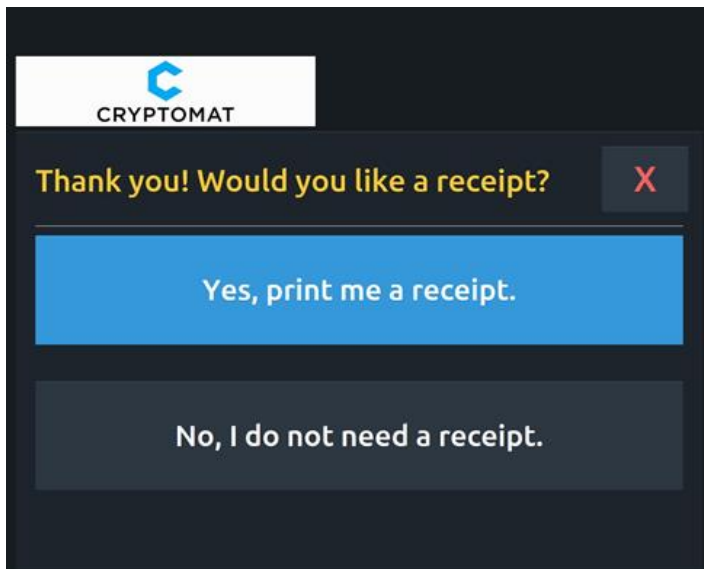 CRYPTOMAT
Thank you! Would you like a receipt?
X
Yes, print me a receipt.
No, I do not need a receipt.